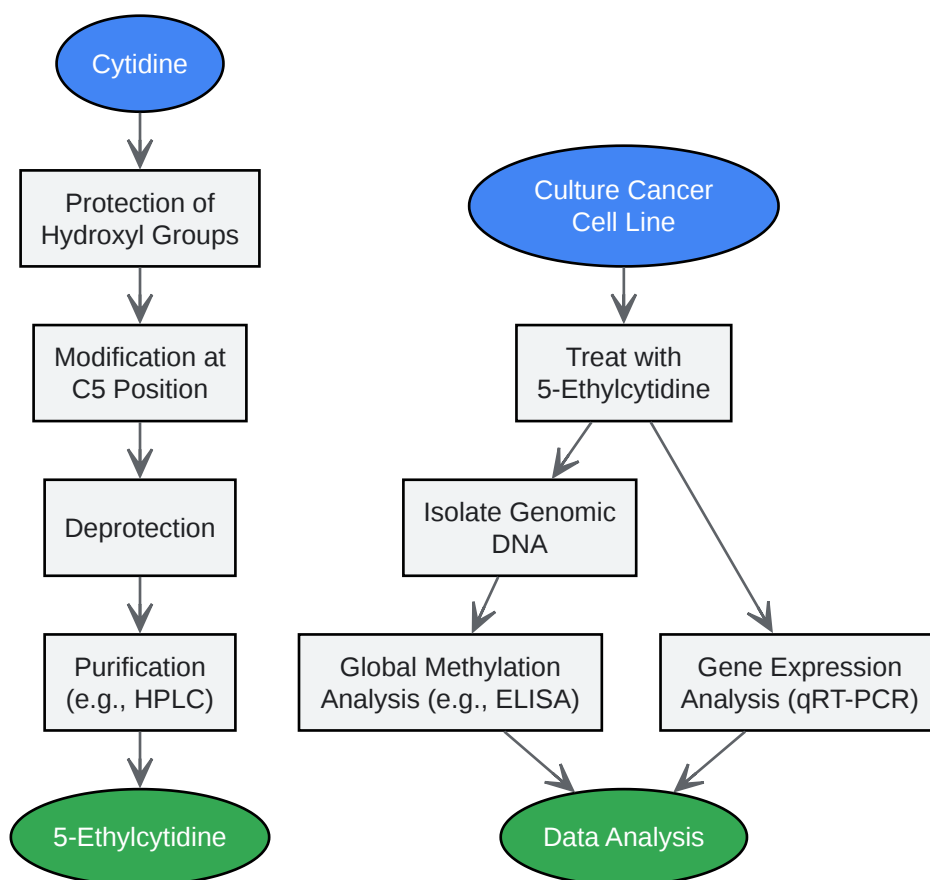 Cytidine
Protection of
Hydroxyl Groups
Modification at
C5 Position
Deprotection
Purification
(e.g., HPLC)
5-Ethylcytidine
Culture Cancer
Cell Line
Treat with
5-Ethylcytidine
Isolate Genomic
DNA
Global Methylation
Analysis (e.g., ELISA)
Gene Expression
Analysis (qRT-PCR)
Data Analysis